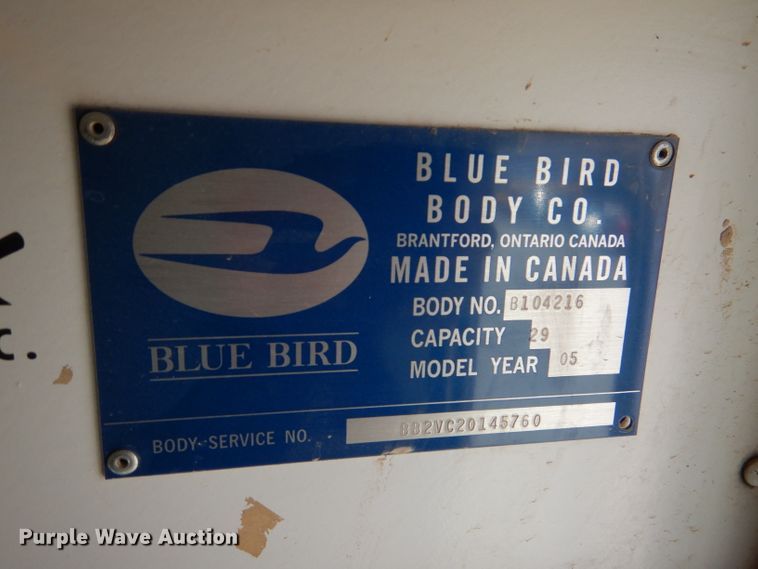 BLUE BIRD
BODY CO.
BRANTFORD, ONTARIO CANADA
MADE IN CANADA
BODY NO. B104216
CAPACITY 29
MODEL YEAR 05
BLUE BIRD
BODY-SERVICE NO. BB2VC20145760
Purple Wave Auction